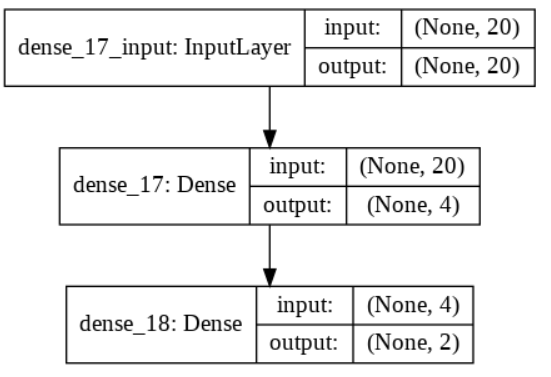 dense_17_input: InputLayer
input: (None, 20)
output: (None, 20)
dense_17: Dense
input: (None, 20)
output: (None, 4)
dense_18: Dense
input: (None, 4)
output: (None, 2)